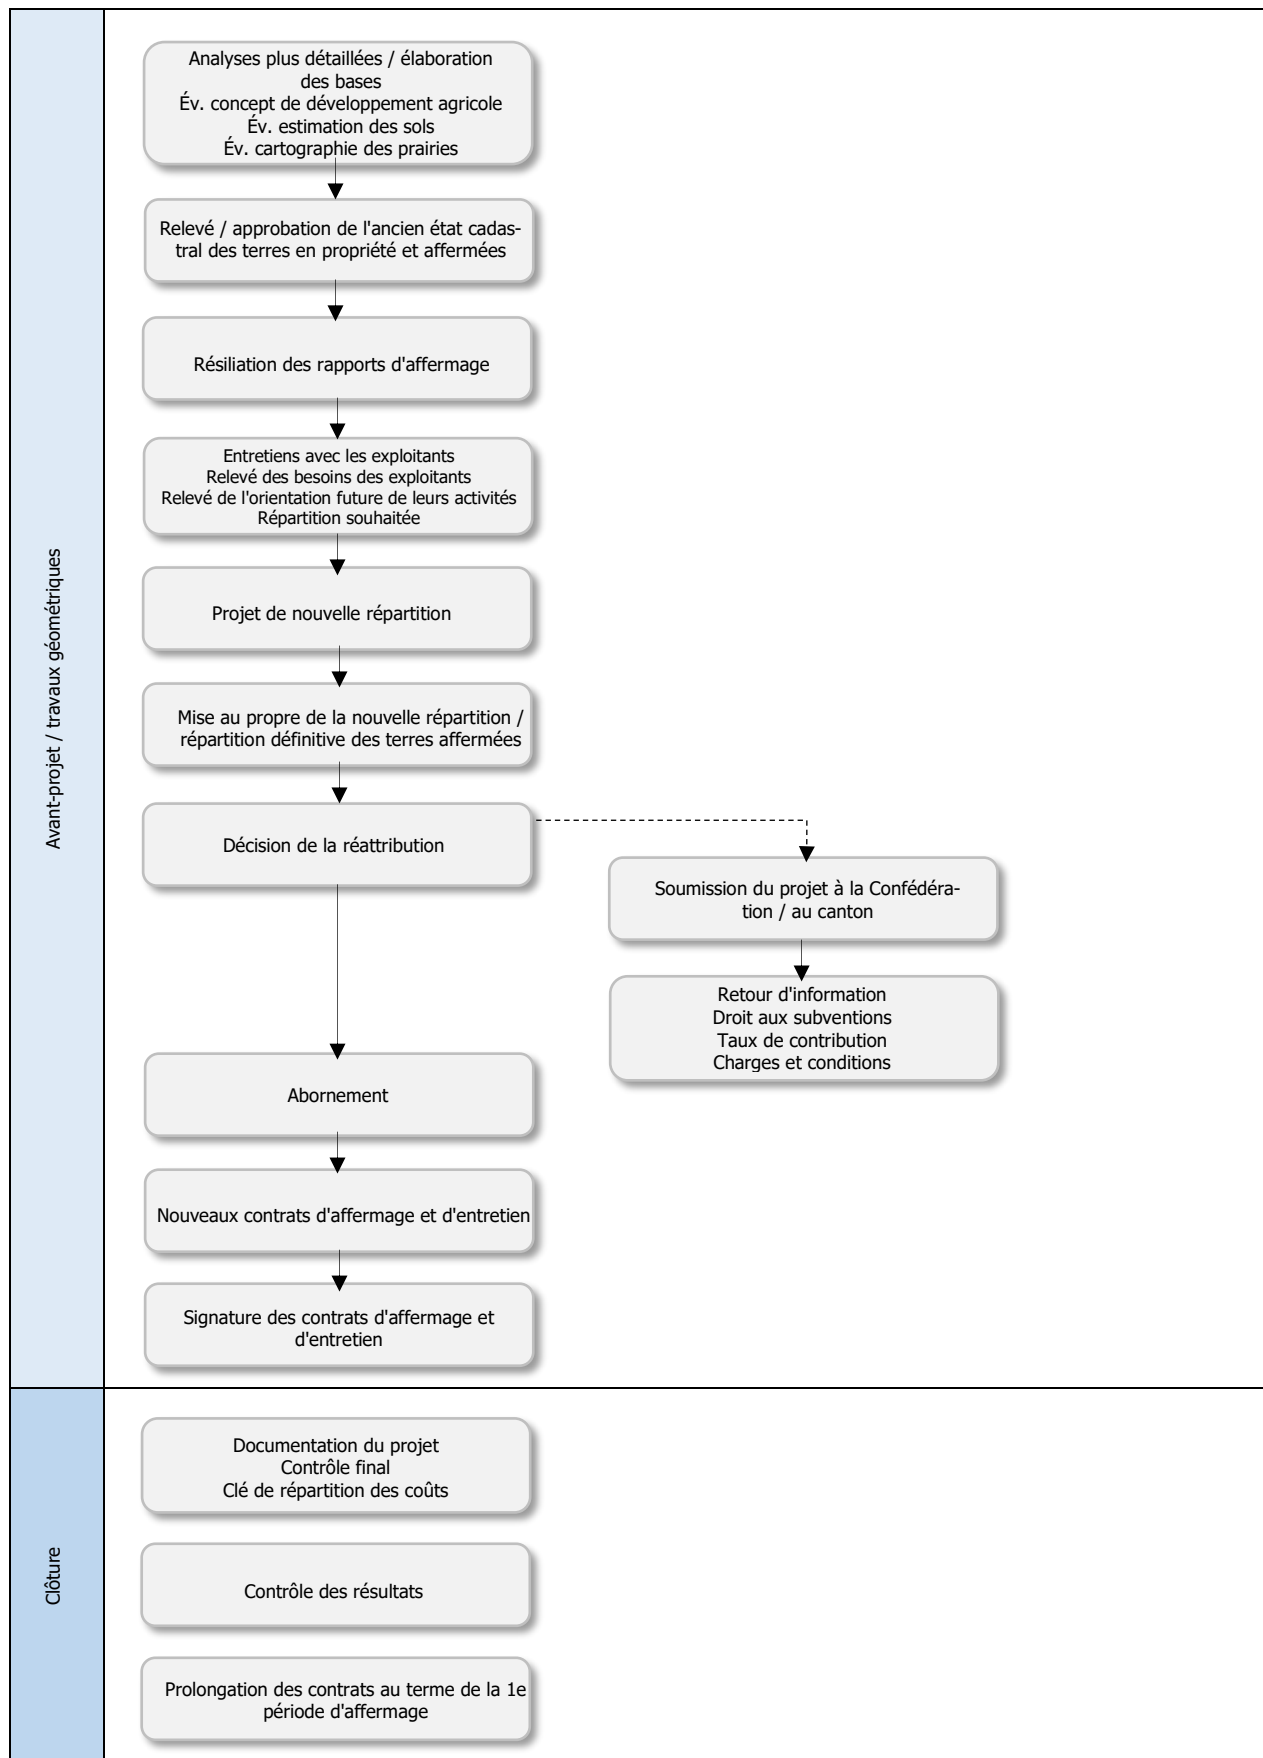 Avant-projet / travaux géométriques
Analyses plus détaillées / élaboration
des bases
Év. concept de développement agricole
Év. estimation des sols
Év. cartographie des prairies
Relevé / approbation de l'ancien état cadas-
tral des terres en propriété et affermées
Résiliation des rapports d'affermage
Entretiens avec les exploitants
Relevé des besoins des exploitants
Relevé de l'orientation future de leurs activités
Répartition souhaitée
Projet de nouvelle répartition
Mise au propre de la nouvelle répartition /
répartition définitive des terres affermées
Décision de la réattribution
Soumission du projet à la Confédéra-
tion / au canton
Retour d'information
Droit aux subventions
Taux de contribution
Charges et conditions
Abornement
Nouveaux contrats d'affermage et d'entretien
Signature des contrats d'affermage et
d'entretien
Clôture
Documentation du projet
Contrôle final
Clé de répartition des coûts
Contrôle des résultats
Prolongation des contrats au terme de la 1e
période d'affermage